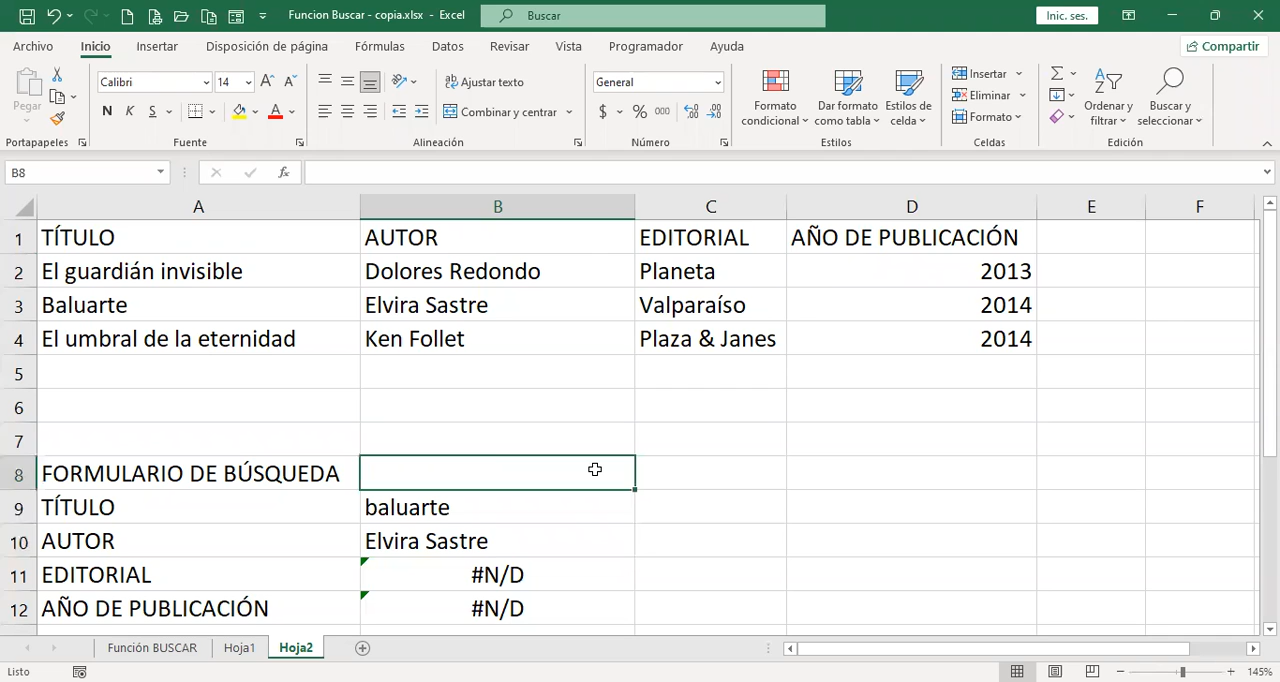 Funcion Buscar - copia.xlsx - Excel
Buscar
Inic. ses.
Archivo Inicio Insertar Disposición de página Fórmulas Datos Revisar Vista Programador Ayuda
Compartir
Pegar
Calibri 14
N K S
Ajustar texto
Combinar y centrar
General
$ % 000
Formato condicional
Dar formato como tabla
Estilos de celda
Insertar
Eliminar
Formato
Ordenar y filtrar
Buscar y seleccionar
Portapapeles Fuente Alineación Número Estilos Celdas Edición
B8 fx
A B C D E F
1 TÍTULO AUTOR EDITORIAL AÑO DE PUBLICACIÓN
2 El guardián invisible Dolores Redondo Planeta 2013
3 Baluarte Elvira Sastre Valparaíso 2014
4 El umbral de la eternidad Ken Follet Plaza & Janes 2014
5
6
7
8 FORMULARIO DE BÚSQUEDA
9 TÍTULO baluarte
10 AUTOR Elvira Sastre
11 EDITORIAL #N/D
12 AÑO DE PUBLICACIÓN #N/D
Función BUSCAR Hoja1 Hoja2
Listo 145%